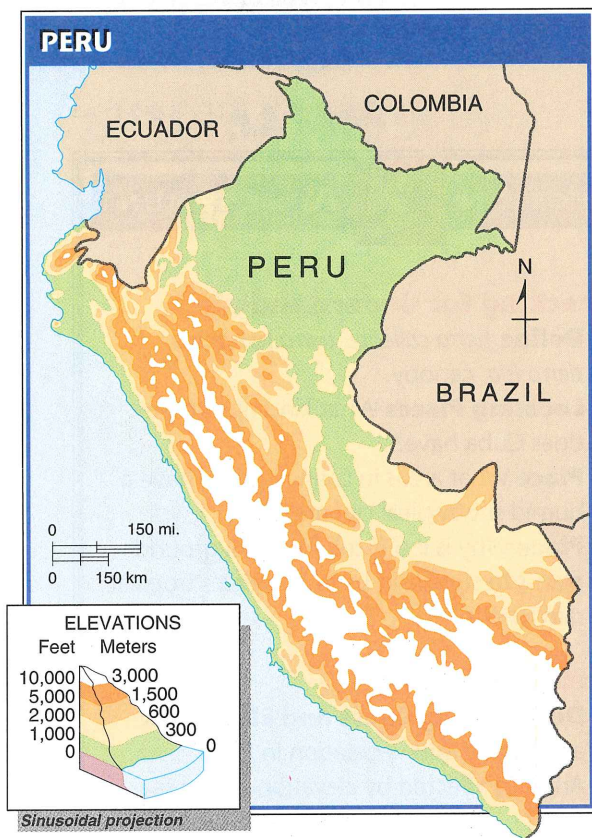 PERU
ECUADOR
COLOMBIA
PERU
N
BRAZIL
0 150 mi.
0 150 km
ELEVATIONS
Feet Meters
10,000 3,000
5,000 1,500
2,000 600
1,000 300
0 0
Sinusoidal projection